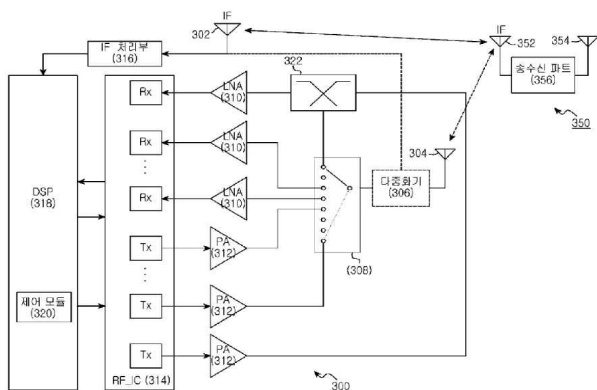 IF
302
IF
352
354
IF 처리부
(316)
송수신 파트
(356)
350
322
304
Rx
LNA
(310)
Rx
LNA
(310)
Rx
LNA
(310)
다중화기
(306)
DSP
(318)
Tx
PA
(312)
(308)
제어 모듈
(320)
Tx
PA
(312)
Tx
PA
(312)
RF_IC (314)
300